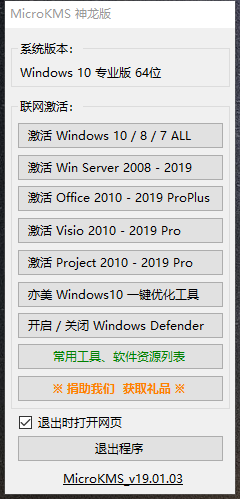 MicroKMS 神龙版
系统版本：
Windows 10 专业版 64位
联网激活：
激活 Windows 10 / 8 / 7 ALL
激活 Win Server 2008 - 2019
激活 Office 2010 - 2019 ProPlus
激活 Visio 2010 - 2019 Pro
激活 Project 2010 - 2019 Pro
亦美 Windows10 一键优化工具
开启 / 关闭 Windows Defender
常用工具、软件资源列表
※ 捐助我们 获取礼品 ※
退出时打开网页
退出程序
MicroKMS_v19.01.03